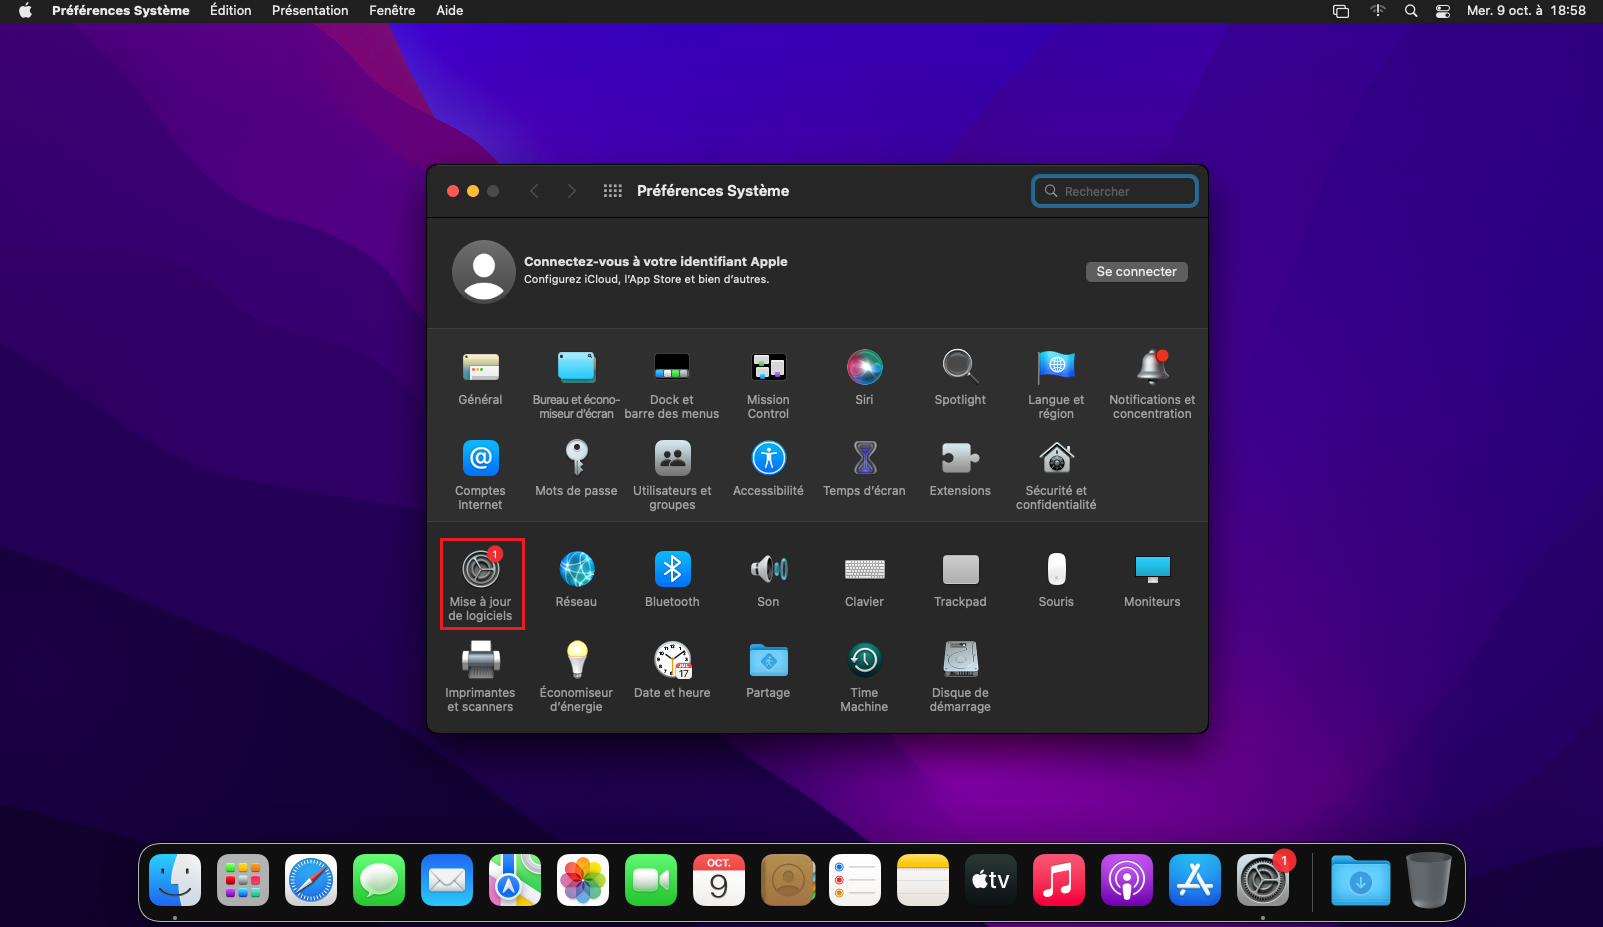 Préférences Système Édition Présentation Fenêtre Aide Mer. 9 oct. à 18:58
Préférences Système Rechercher
Connectez-vous à votre identifiant Apple
Configurez iCloud, l’App Store et bien d’autres.
Se connecter
Général
Bureau et écono-
miseur d’écran
Dock et
barre des menus
Mission
Control
Siri
Spotlight
Langue et
région
Notifications et
concentration
@
Comptes
Internet
Mots de passe
Utilisateurs et
groupes
Accessibilité
Temps d’écran
Extensions
Sécurité et
confidentialité
1
Mise à jour
de logiciels
Réseau
Bluetooth
Son
Clavier
Trackpad
Souris
Moniteurs
Imprimantes
et scanners
Économiseur
d’énergie
JUL
17
Date et heure
Partage
Time
Machine
Disque de
démarrage
OCT.
9
tv
1